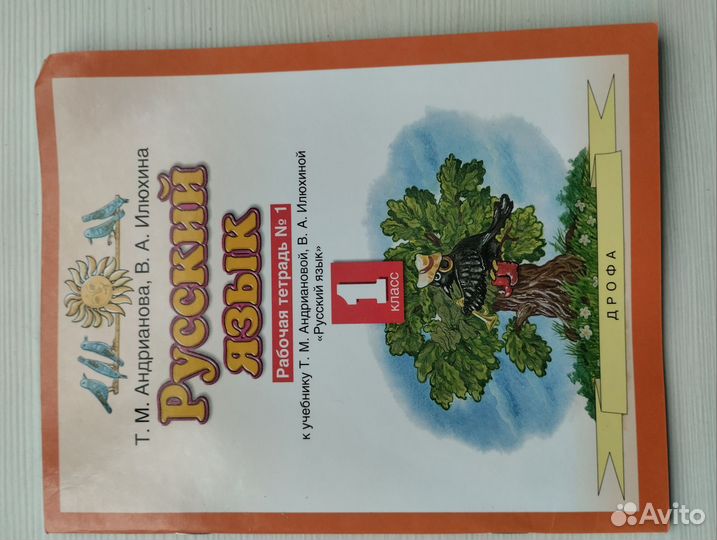 Т. М. Андрианова, В. А. Илюхина
Русский
язык
Рабочая тетрадь № 1
к учебнику Т. М. Андриановой, В. А. Илюхиной
«Русский язык»
1
класс
ДРОФА
Avito